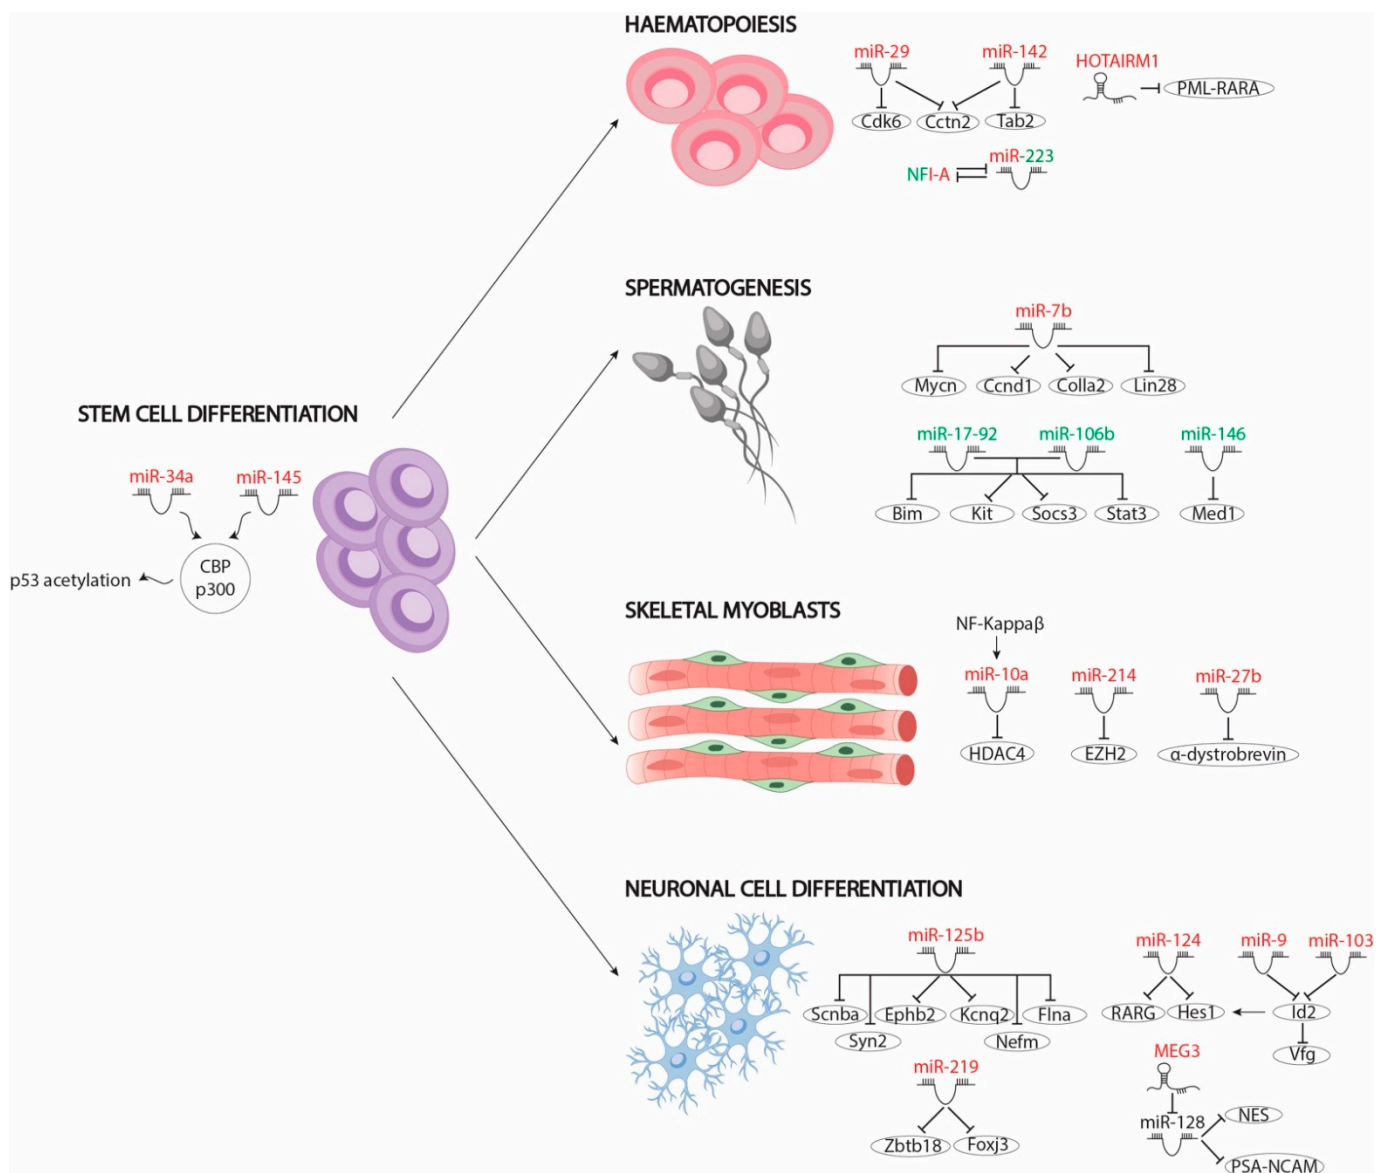 HAEMATOPOIESIS
miR-29
miR-142
HOTAIRM1
PML-RARA
Cdk6
Cctn2
Tab2
NFI-A
miR-223
SPERMATOGENESIS
miR-7b
Mycn
Ccnd1
Colla2
Lin28
miR-17-92
miR-106b
miR-146
Bim
Kit
Socs3
Stat3
Med1
STEM CELL DIFFERENTIATION
miR-34a
miR-145
CBP
p300
p53 acetylation
SKELETAL MYOBLASTS
NF-Kappaβ
miR-10a
miR-214
miR-27b
HDAC4
EZH2
α-dystrobrevin
NEURONAL CELL DIFFERENTIATION
miR-125b
Scnba
Syn2
Ephb2
Kcnq2
Nefm
Flna
miR-124
miR-9
miR-103
RARG
Hes1
Id2
Vfg
miR-219
Zbtb18
Foxj3
MEG3
miR-128
NES
PSA-NCAM